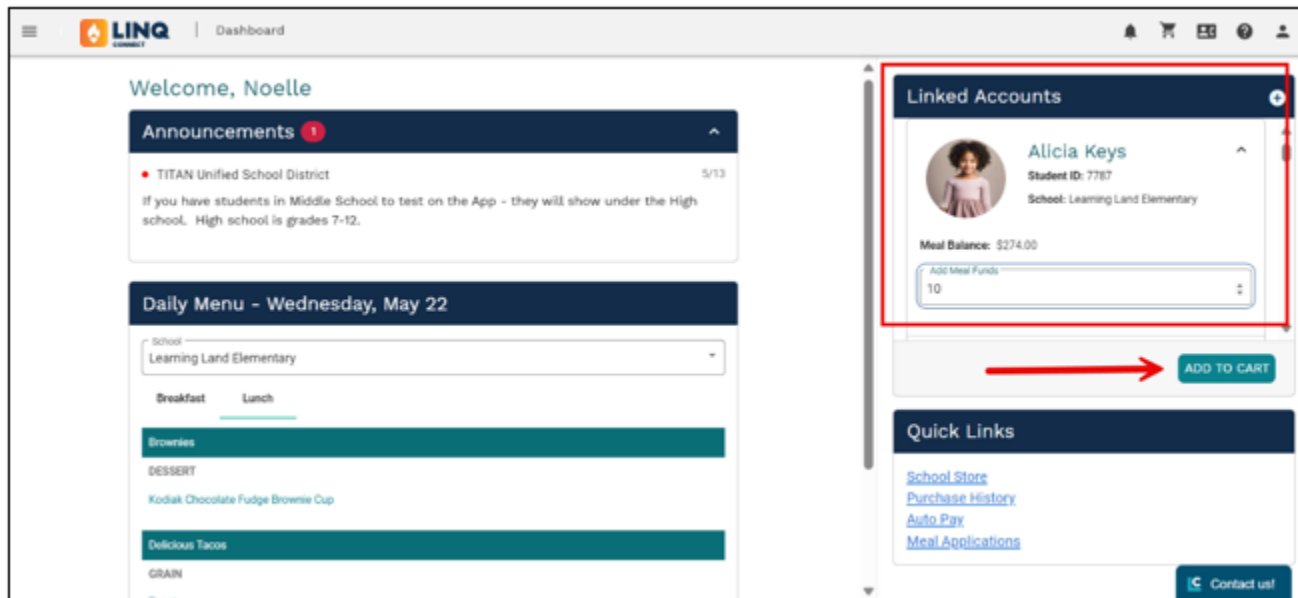 LINQ
CONNECT
Dashboard
Welcome, Noelle
Announcements 1
TITAN Unified School District 5/13
If you have students in Middle School to test on the App - they will show under the High
school. High school is grades 7-12.
Daily Menu - Wednesday, May 22
School
Learning Land Elementary
Breakfast Lunch
Brownies
DESSERT
Kodiak Chocolate Fudge Brownie Cup
Delicious Tacos
GRAIN
Linked Accounts
Alicia Keys
Student ID: 7787
School: Learning Land Elementary
Meal Balance: $274.00
Add Meal Funds
10
ADD TO CART
Quick Links
School Store
Purchase History
Auto Pay
Meal Applications
Contact us!